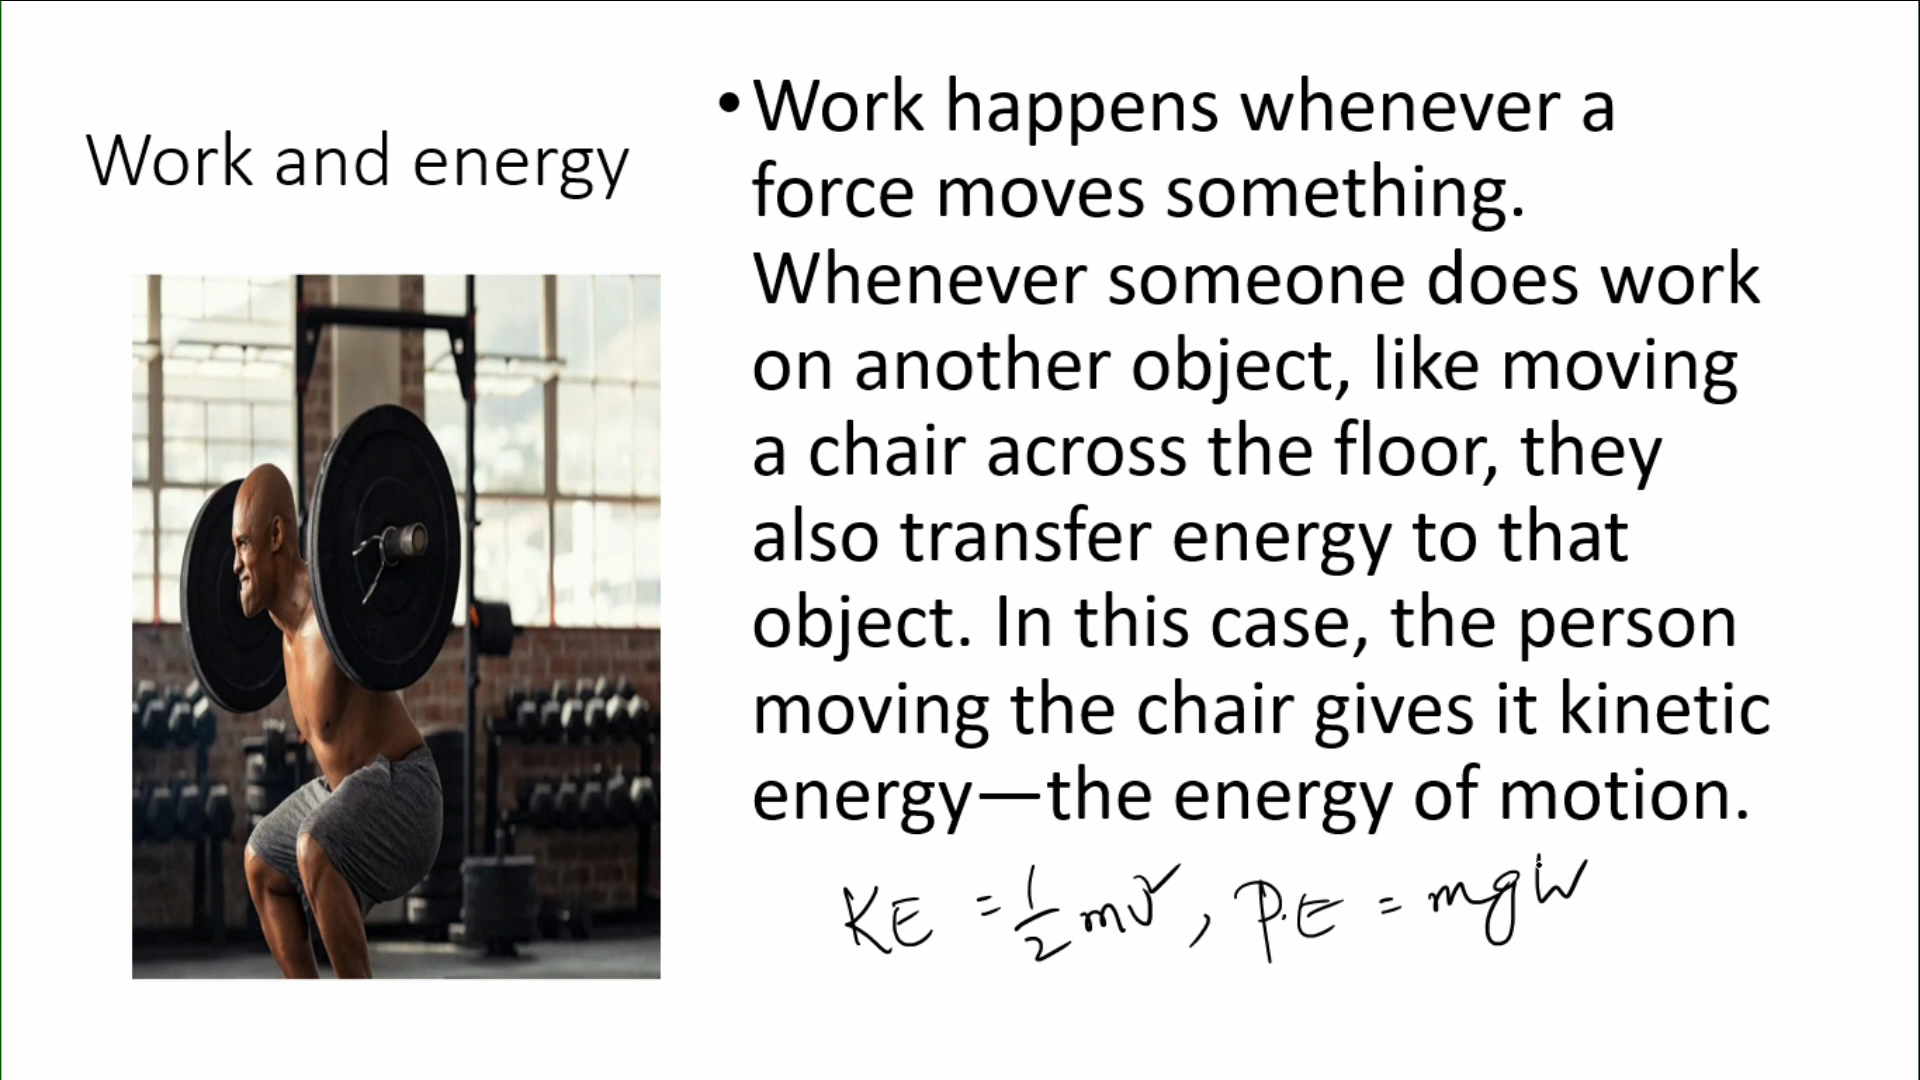 Work and energy
• Work happens whenever a
force moves something.
Whenever someone does work
on another object, like moving
a chair across the floor, they
also transfer energy to that
object. In this case, the person
moving the chair gives it kinetic
energy—the energy of motion.
KE = 1/2 mv², P.E = mgh